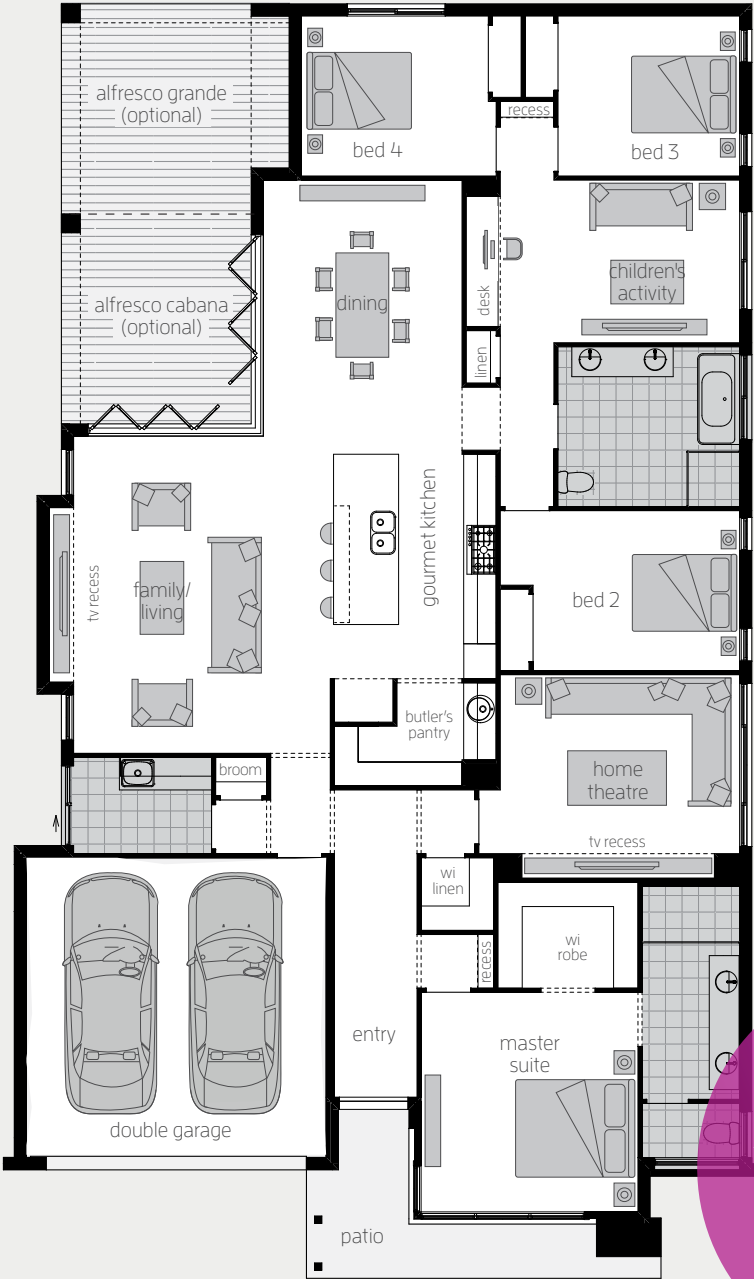 alfresco grande
(optional)
bed 4
recess
bed 3
children's
activity
alfresco cabana
(optional)
dining
desk
linen
gourmet kitchen
family/
living
tv recess
bed 2
butler's
pantry
broom
home
theatre
tv recess
wi
linen
wi
robe
recess
entry
master
suite
double garage
patio